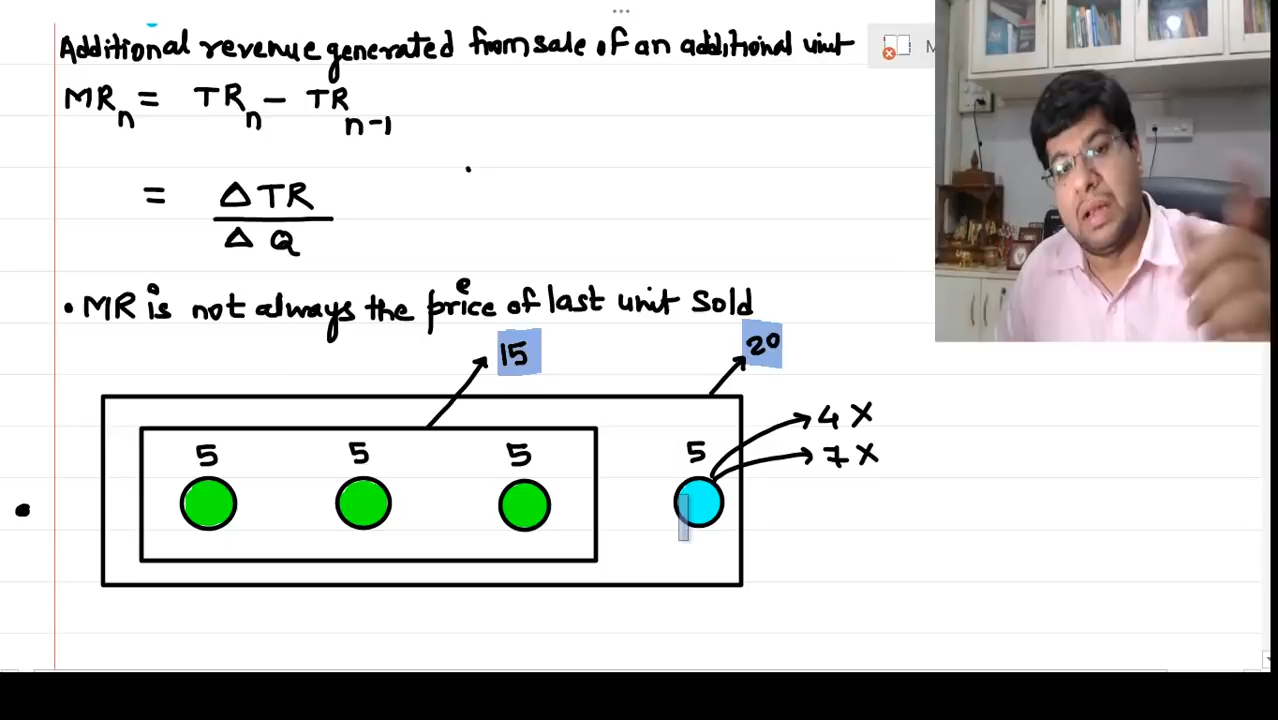 Additional revenue generated from sale of an additional unit
MRn = TRn - TRn-1
= ΔTR
ΔQ
• MR is not always the price of last unit sold
15
20
4 X
7 X
5 5 5 5